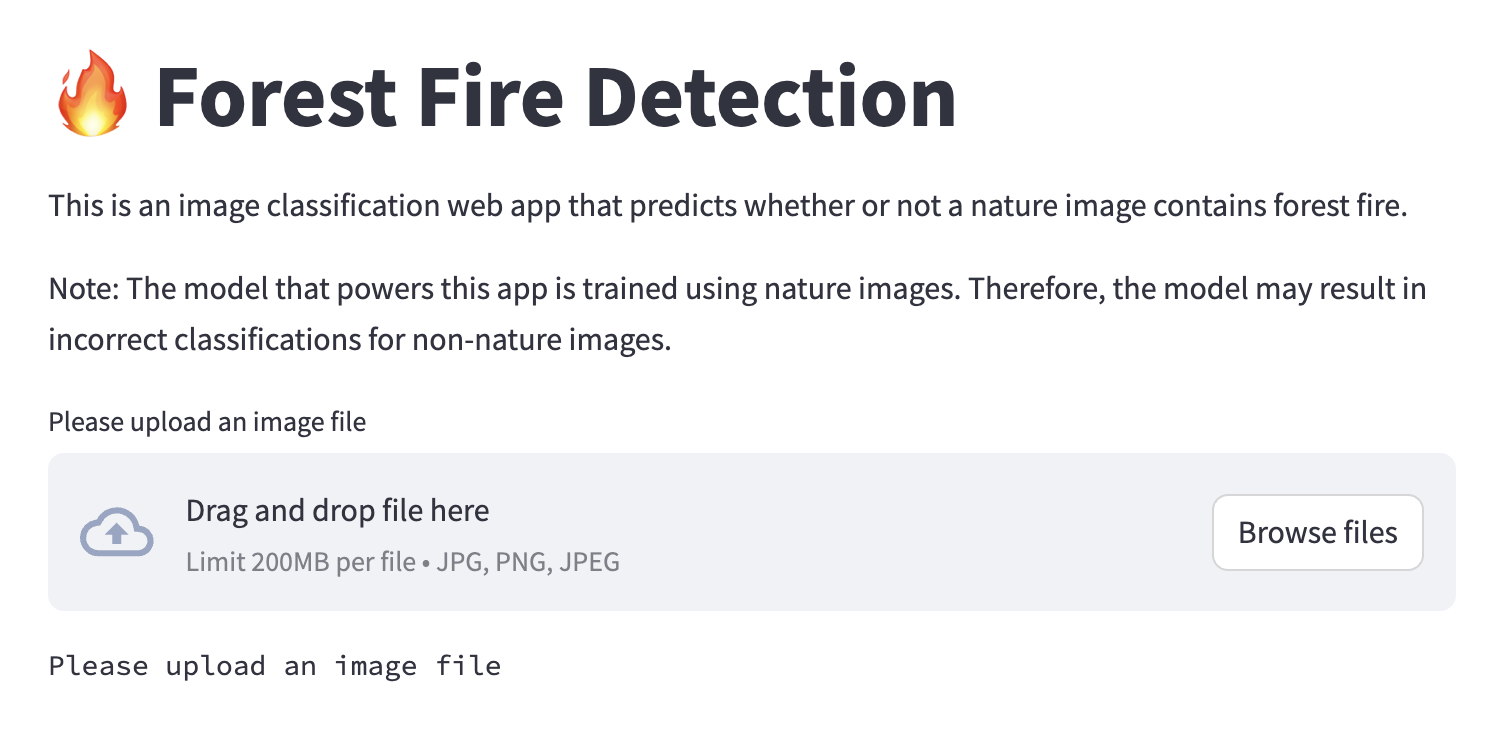 🔥 Forest Fire Detection
This is an image classification web app that predicts whether or not a nature image contains forest fire.
Note: The model that powers this app is trained using nature images. Therefore, the model may result in
incorrect classifications for non-nature images.
Please upload an image file
Drag and drop file here
Limit 200MB per file • JPG, PNG, JPEG
Browse files
Please upload an image file